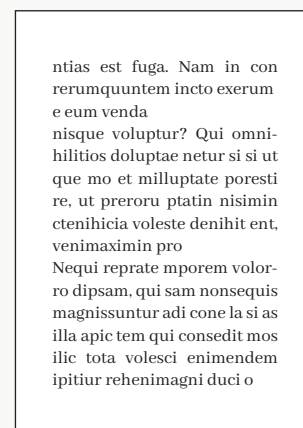 ntias est fuga. Nam in con
rerumquuntem incto exerum
e eum venda
nisque voluptur? Qui omni-
hilitios doluptae netur si si ut
que mo et milluptate poresti
re, ut preroru ptatin nisimin
ctenihicia voleste denihit ent,
venimaximin pro
Nequi reprate mporem volor-
ro dipsam, qui sam nonsequis
magnissuntur adi cone la si as
illa apic tem qui consedit mos
ilic tota volesci enimendem
ipitiur rehenimagni duci o